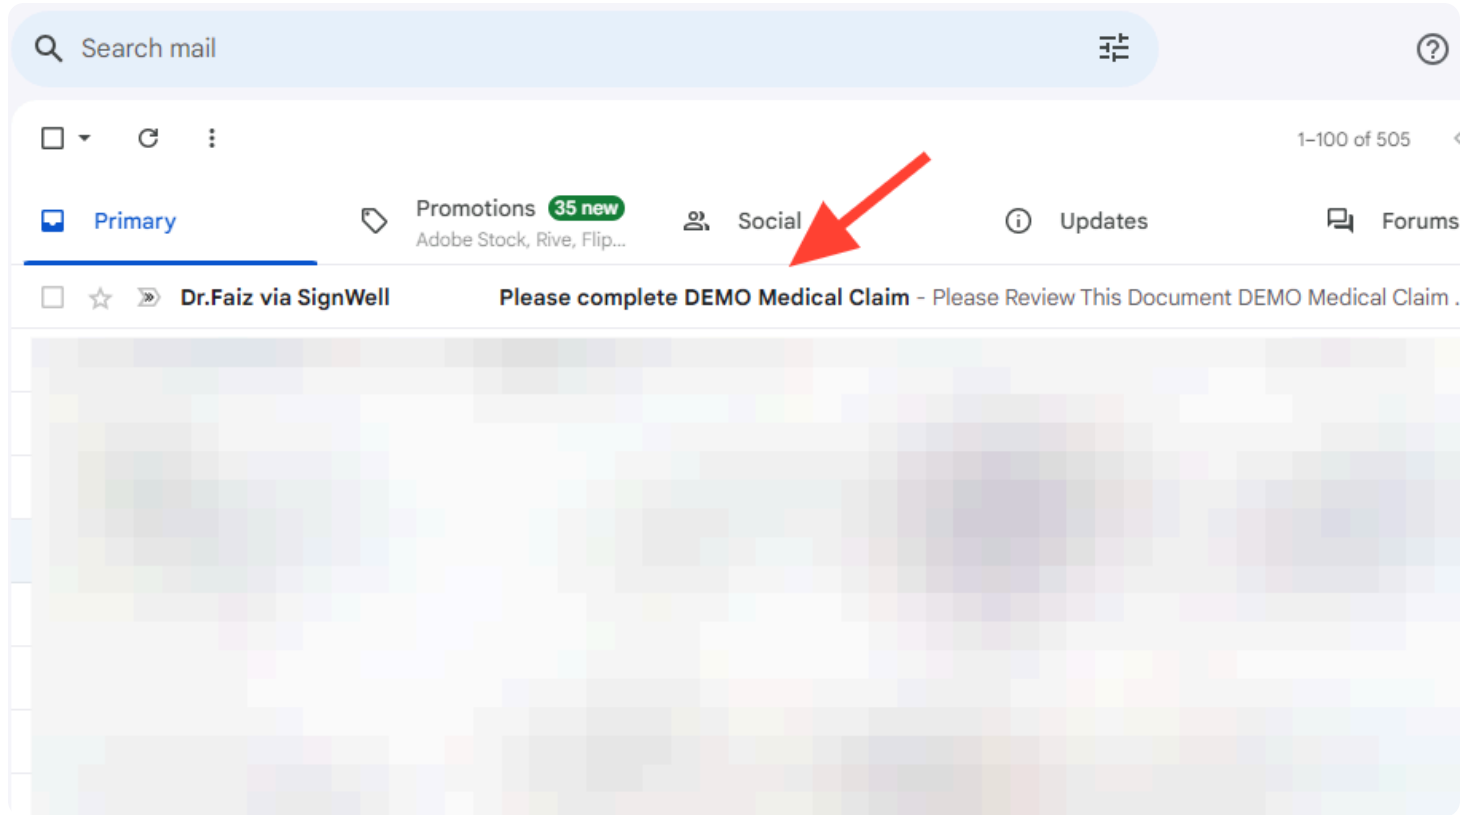 Search mail
1–100 of 505
Primary
Promotions 35 new
Adobe Stock, Rive, Flip...
Social
Updates
Forums
Dr.Faiz via SignWell Please complete DEMO Medical Claim - Please Review This Document DEMO Medical Claim .